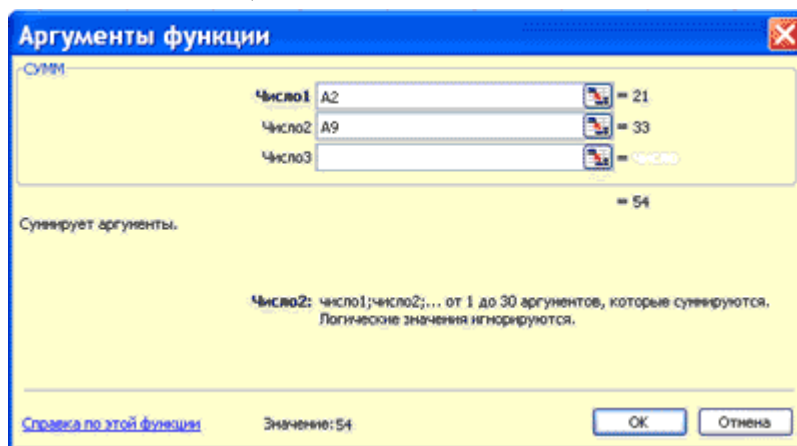 Аргументы функции
СУММ
Число1 A2 = 21
Число2 A9 = 33
Число3 =
= 54
Суммирует аргументы.
Число2: число1;число2;... от 1 до 30 аргументов, которые суммируются.
Логические значения игнорируются.
Справка по этой функции Значение:54 ОК Отмена